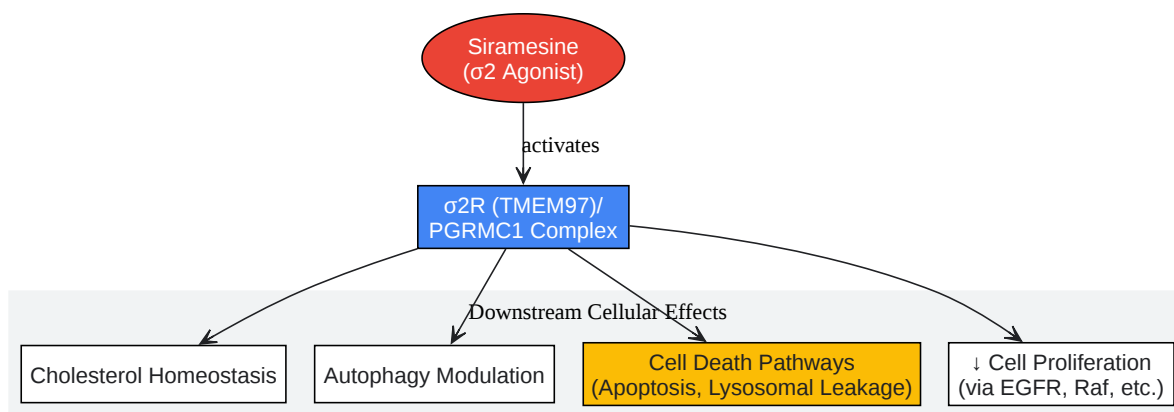 Siramesine
(σ2 Agonist)
activates
σ2R (TMEM97)/
PGRMC1 Complex
Downstream Cellular Effects
Cholesterol Homeostasis
Autophagy Modulation
Cell Death Pathways
(Apoptosis, Lysosomal Leakage)
↓ Cell Proliferation
(via EGFR, Raf, etc.)